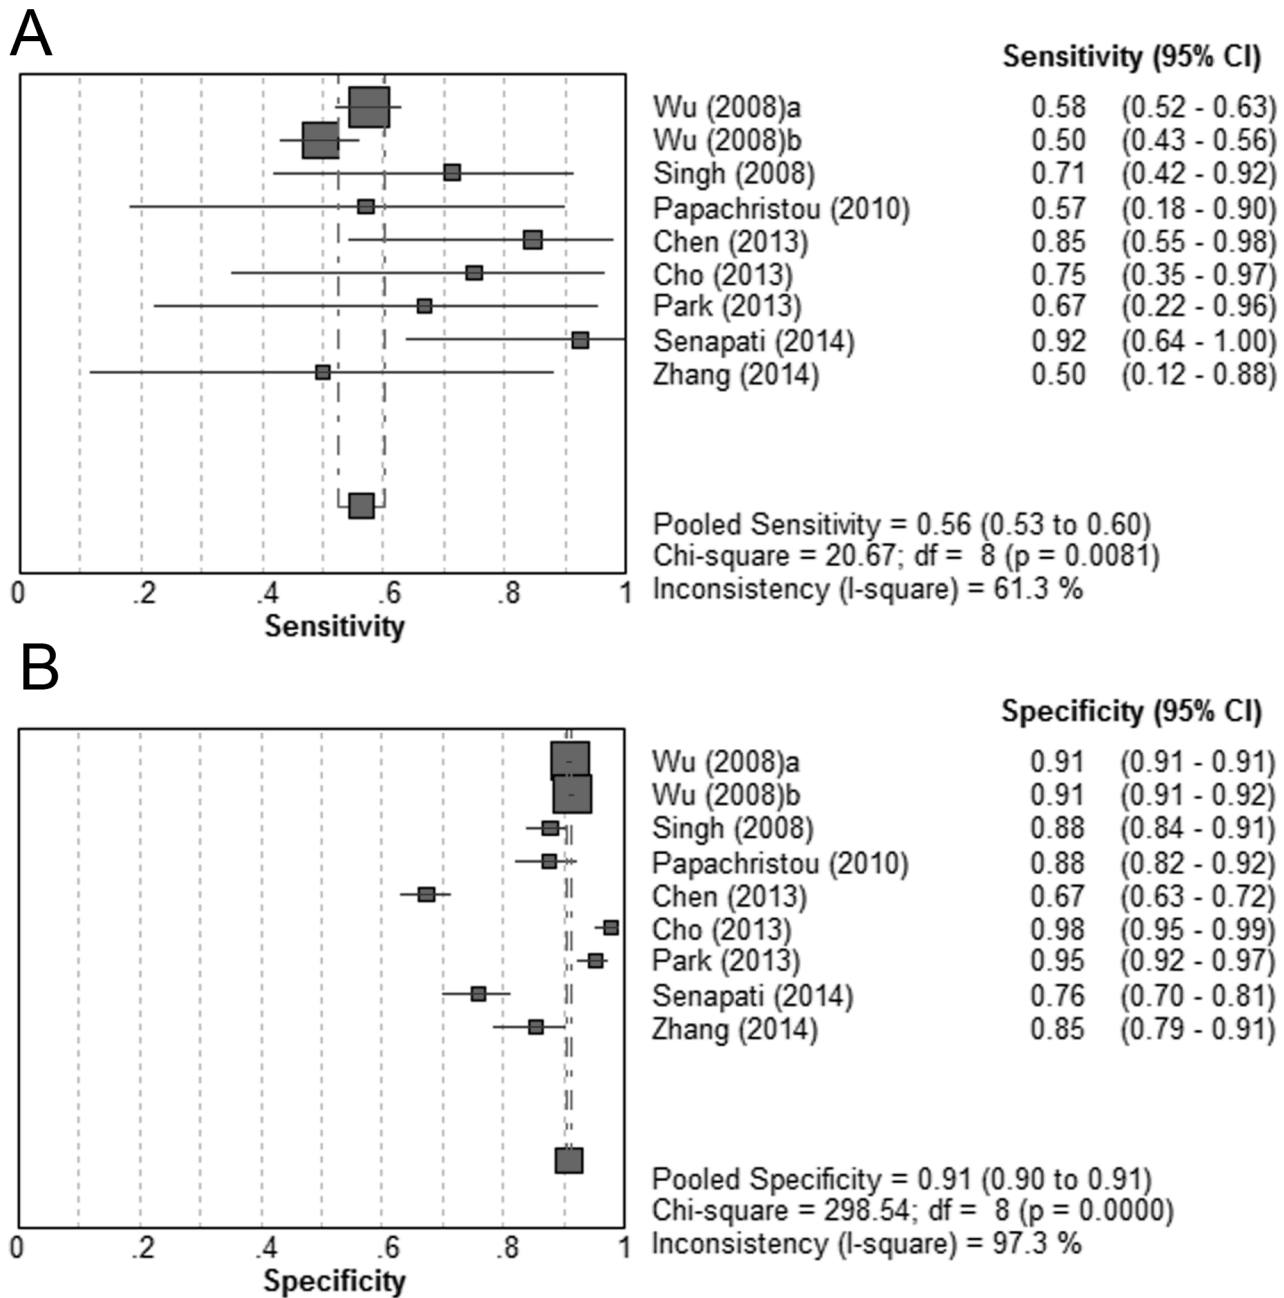 A
Sensitivity (95% CI)
Wu (2008)a 0.58 (0.52 - 0.63)
Wu (2008)b 0.50 (0.43 - 0.56)
Singh (2008) 0.71 (0.42 - 0.92)
Papachristou (2010) 0.57 (0.18 - 0.90)
Chen (2013) 0.85 (0.55 - 0.98)
Cho (2013) 0.75 (0.35 - 0.97)
Park (2013) 0.67 (0.22 - 0.96)
Senapati (2014) 0.92 (0.64 - 1.00)
Zhang (2014) 0.50 (0.12 - 0.88)
Pooled Sensitivity = 0.56 (0.53 to 0.60)
Chi-square = 20.67; df = 8 (p = 0.0081)
Inconsistency (I-square) = 61.3 %
0 .2 .4 .6 .8 1
Sensitivity
B
Specificity (95% CI)
Wu (2008)a 0.91 (0.91 - 0.91)
Wu (2008)b 0.91 (0.91 - 0.92)
Singh (2008) 0.88 (0.84 - 0.91)
Papachristou (2010) 0.88 (0.82 - 0.92)
Chen (2013) 0.67 (0.63 - 0.72)
Cho (2013) 0.98 (0.95 - 0.99)
Park (2013) 0.95 (0.92 - 0.97)
Senapati (2014) 0.76 (0.70 - 0.81)
Zhang (2014) 0.85 (0.79 - 0.91)
Pooled Specificity = 0.91 (0.90 to 0.91)
Chi-square = 298.54; df = 8 (p = 0.0000)
Inconsistency (I-square) = 97.3 %
0 .2 .4 .6 .8 1
Specificity